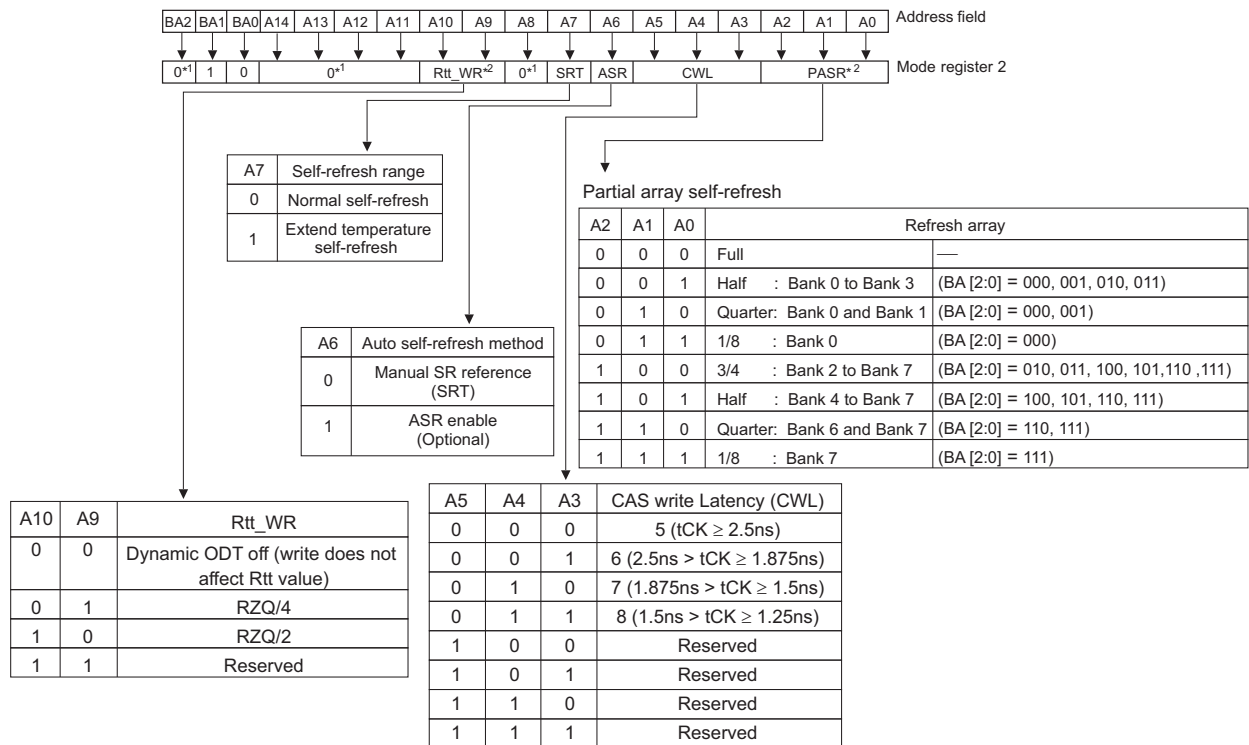 BA2 BA1 BA0 A14 A13 A12 A11 A10 A9 A8 A7 A6 A5 A4 A3 A2 A1 A0 Address field
0*1 1 0 0*1 Rtt_WR*2 0*1 SRT ASR CWL PASR*2 Mode register 2
A7 Self-refresh range
0 Normal self-refresh
1 Extend temperature
self-refresh
Partial array self-refresh
A2 A1 A0 Refresh array
0 0 0 Full —
0 0 1 Half : Bank 0 to Bank 3 (BA [2:0] = 000, 001, 010, 011)
0 1 0 Quarter: Bank 0 and Bank 1 (BA [2:0] = 000, 001)
0 1 1 1/8 : Bank 0 (BA [2:0] = 000)
1 0 0 3/4 : Bank 2 to Bank 7 (BA [2:0] = 010, 011, 100, 101,110 ,111)
1 0 1 Half : Bank 4 to Bank 7 (BA [2:0] = 100, 101, 110, 111)
1 1 0 Quarter: Bank 6 and Bank 7 (BA [2:0] = 110, 111)
1 1 1 1/8 : Bank 7 (BA [2:0] = 111)
A6 Auto self-refresh method
0 Manual SR reference
(SRT)
1 ASR enable
(Optional)
A10 A9 Rtt_WR
0 0 Dynamic ODT off (write does not
affect Rtt value)
0 1 RZQ/4
1 0 RZQ/2
1 1 Reserved
A5 A4 A3 CAS write Latency (CWL)
0 0 0 5 (tCK ≥ 2.5ns)
0 0 1 6 (2.5ns > tCK ≥ 1.875ns)
0 1 0 7 (1.875ns > tCK ≥ 1.5ns)
0 1 1 8 (1.5ns > tCK ≥ 1.25ns)
1 0 0 Reserved
1 0 1 Reserved
1 1 0 Reserved
1 1 1 Reserved